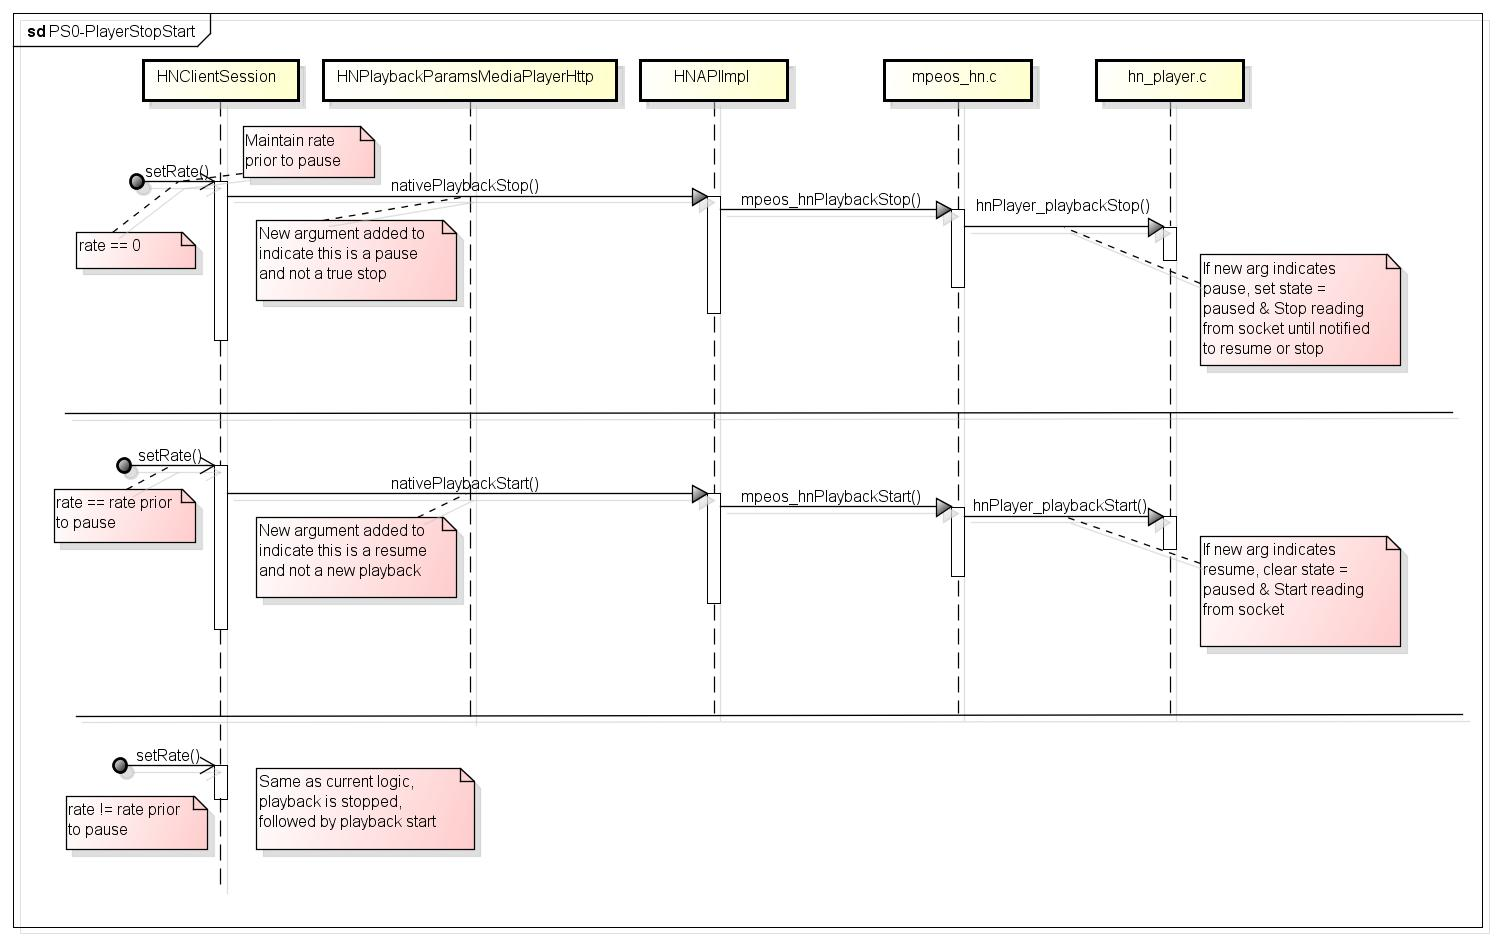 sd PS0-PlayerStopStart
HNClientSession
HNPlaybackParamsMediaPlayerHttp
HNAPIImpl
mpeos_hn.c
hn_player.c
Maintain rate
prior to pause
setRate()
nativePlaybackStop()
mpeos_hnPlaybackStop()
hnPlayer_playbackStop()
rate == 0
New argument added to
indicate this is a pause
and not a true stop
If new arg indicates
pause, set state =
paused & Stop reading
from socket until notified
to resume or stop
setRate()
nativePlaybackStart()
mpeos_hnPlaybackStart()
hnPlayer_playbackStart()
rate == rate prior
to pause
New argument added to
indicate this is a resume
and not a new playback
If new arg indicates
resume, clear state =
paused & Start reading
from socket
setRate()
rate != rate prior
to pause
Same as current logic,
playback is stopped,
followed by playback start